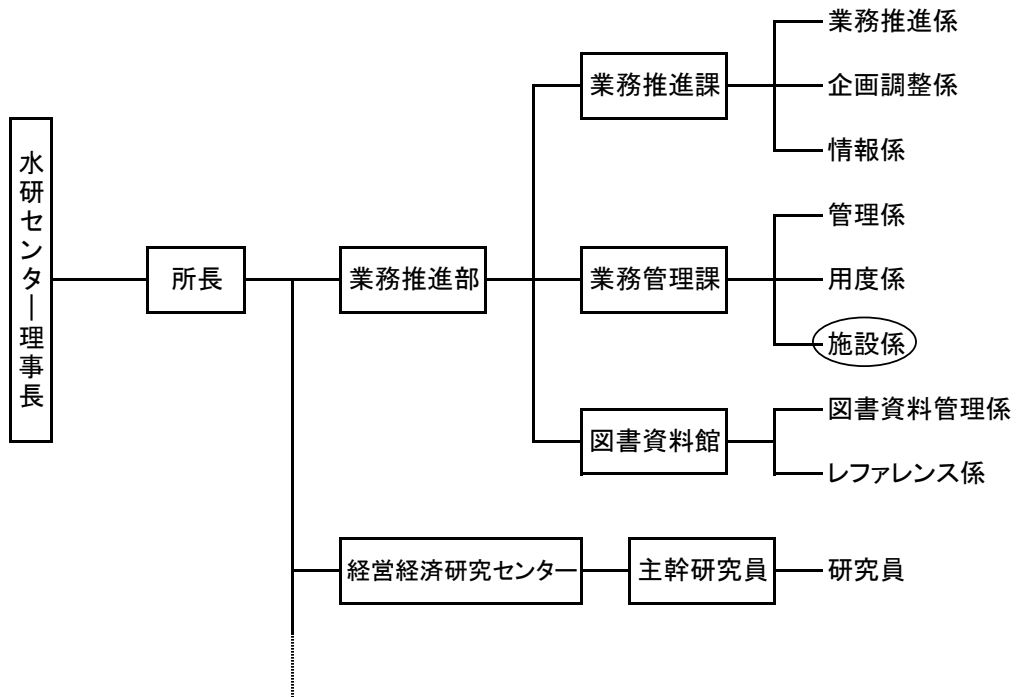 水研センター理事長
所長
業務推進部
業務推進課
業務推進係
企画調整係
情報係
業務管理課
管理係
用度係
施設係
図書資料館
図書資料管理係
レファレンス係
経営経済研究センター
主幹研究員
研究員